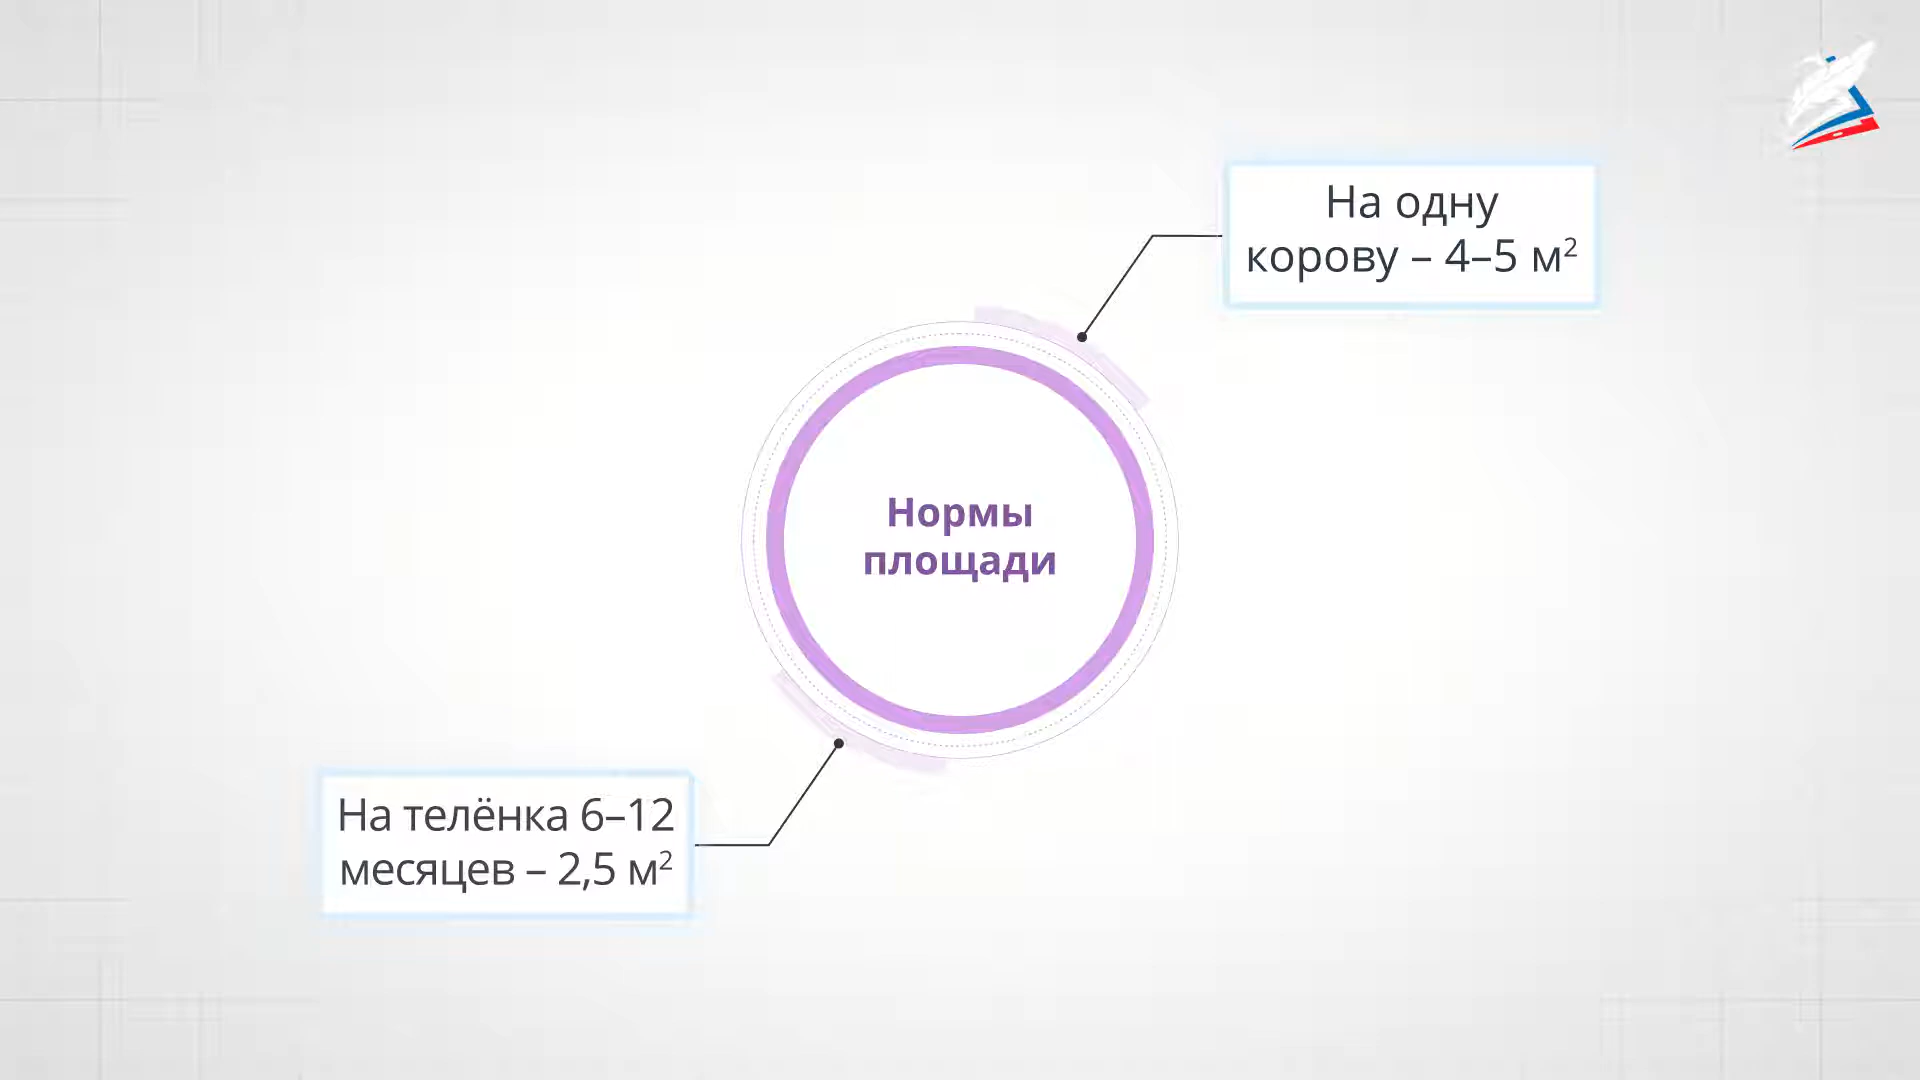 На одну
корову – 4–5 м²
Нормы
площади
На телёнка 6–12
месяцев – 2,5 м²